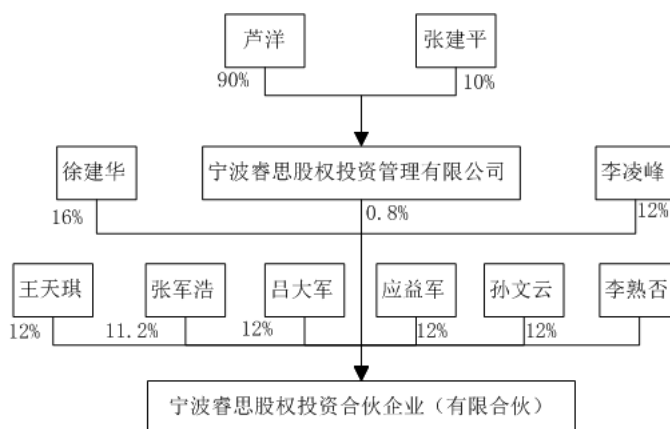 芦洋
张建平
90%
10%
徐建华
宁波睿思股权投资管理有限公司
李凌峰
16%
0.8%
12%
王天琪
张军浩
吕大军
应益军
孙文云
李熟否
12%
11.2%
12%
12%
12%
宁波睿思股权投资合伙企业（有限合伙）